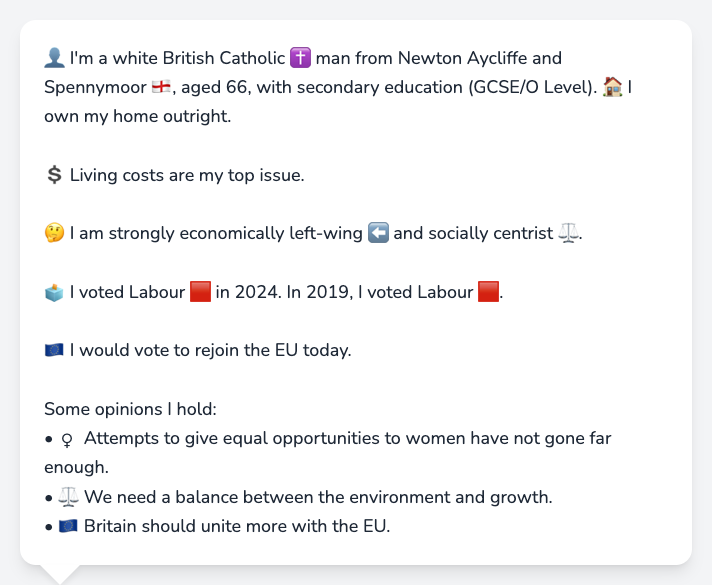 👤 I'm a white British Catholic ✝️ man from Newton Aycliffe and
Spennymoor 🏴󠁧󠁢󠁥󠁮󠁧󠁿, aged 66, with secondary education (GCSE/O Level). 🏠 I
own my home outright.
💲 Living costs are my top issue.
🤔 I am strongly economically left-wing ⬅️ and socially centrist ⚖️.
🗳️ I voted Labour 🟥 in 2024. In 2019, I voted Labour 🟥.
🇪🇺 I would vote to rejoin the EU today.
Some opinions I hold:
• ♀ Attempts to give equal opportunities to women have not gone far
enough.
• ⚖️ We need a balance between the environment and growth.
• 🇪🇺 Britain should unite more with the EU.